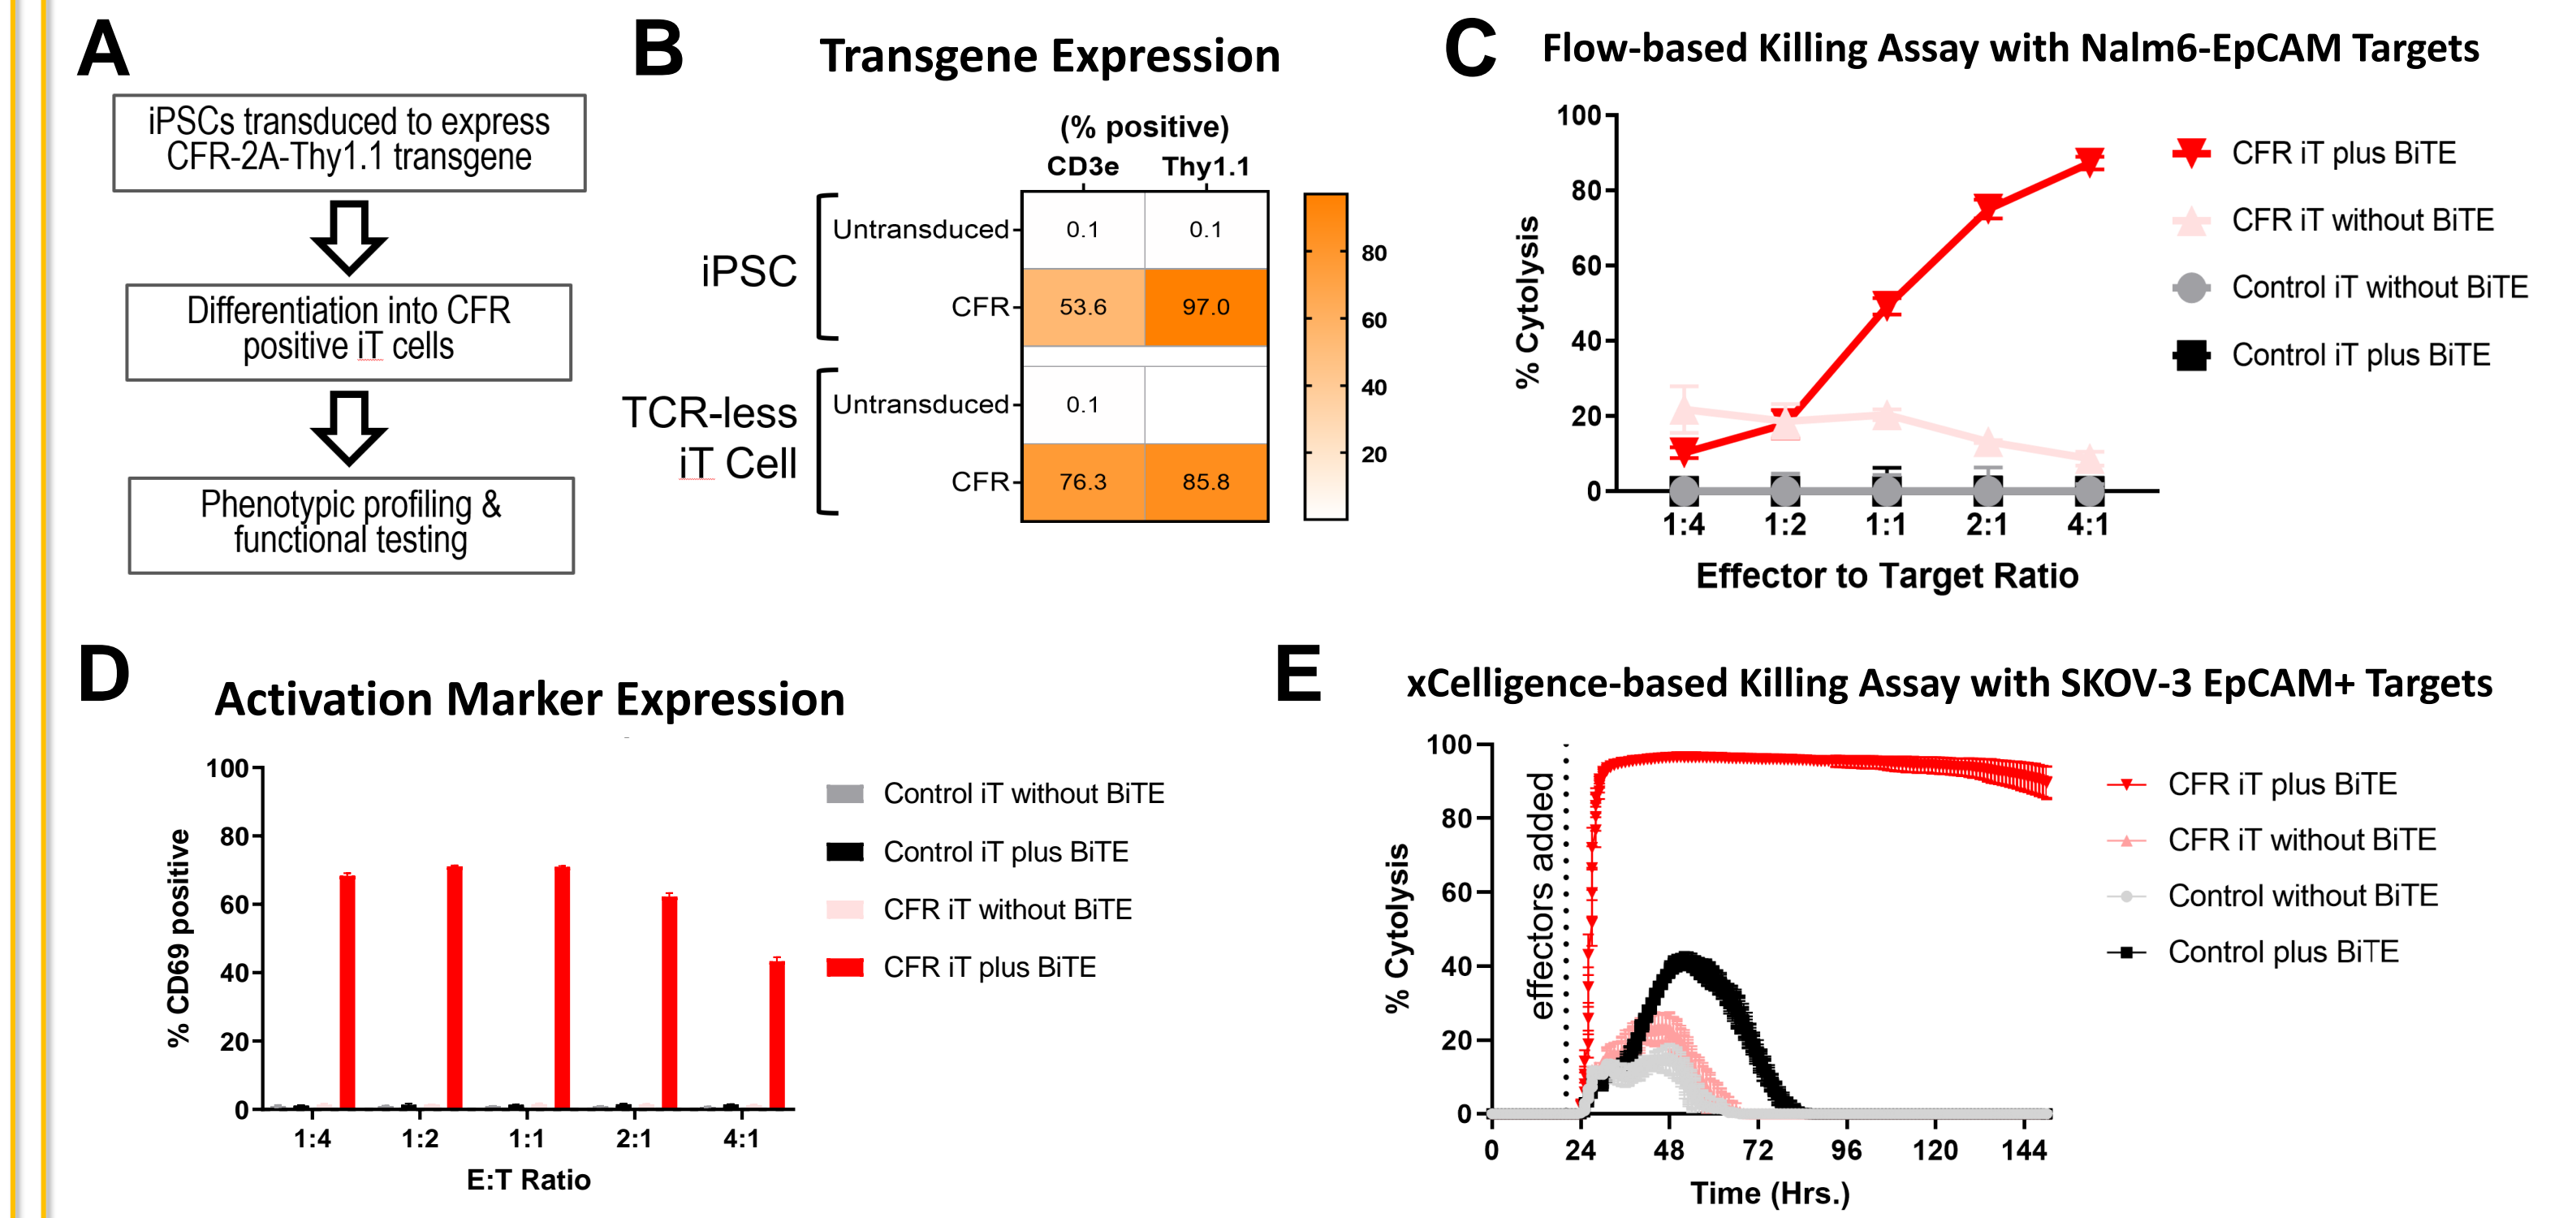 A
iPSCs transduced to express
CFR-2A-Thy1.1 transgene
Differentiation into CFR
positive iT cells
Phenotypic profiling &
functional testing
B
Transgene Expression
(% positive)
CD3e Thy1.1
iPSC
Untransduced 0.1 0.1
CFR 53.6 97.0
TCR-less
iT Cell
Untransduced 0.1
CFR 76.3 85.8
80
60
40
20
C
Flow-based Killing Assay with Nalm6-EpCAM Targets
% Cytolysis
100
80
60
40
20
0
1:4 1:2 1:1 2:1 4:1
Effector to Target Ratio
CFR iT plus BiTE
CFR iT without BiTE
Control iT without BiTE
Control iT plus BiTE
D
Activation Marker Expression
% CD69 positive
100
80
60
40
20
0
1:4 1:2 1:1 2:1 4:1
E:T Ratio
Control iT without BiTE
Control iT plus BiTE
CFR iT without BiTE
CFR iT plus BiTE
E
xCelligence-based Killing Assay with SKOV-3 EpCAM+ Targets
% Cytolysis
100
80
60
40
20
0
effectors added
0 24 48 72 96 120 144
Time (Hrs.)
CFR iT plus BiTE
CFR iT without BiTE
Control without BiTE
Control plus BiTE